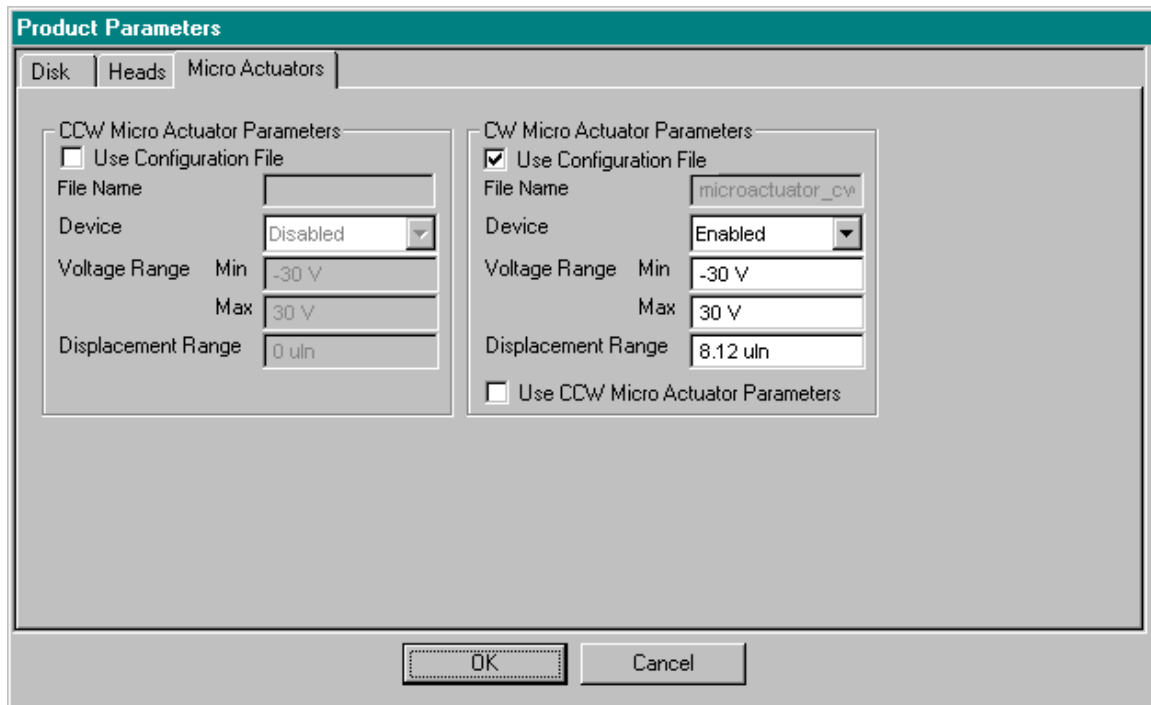 Product Parameters
Disk Heads Micro Actuators
CCW Micro Actuator Parameters
Use Configuration File
File Name
Device Disabled
Voltage Range Min -30 V
Max 30 V
Displacement Range 0 uIn
CW Micro Actuator Parameters
Use Configuration File
File Name microactuator_cw
Device Enabled
Voltage Range Min -30 V
Max 30 V
Displacement Range 8.12 uIn
Use CCW Micro Actuator Parameters
OK Cancel